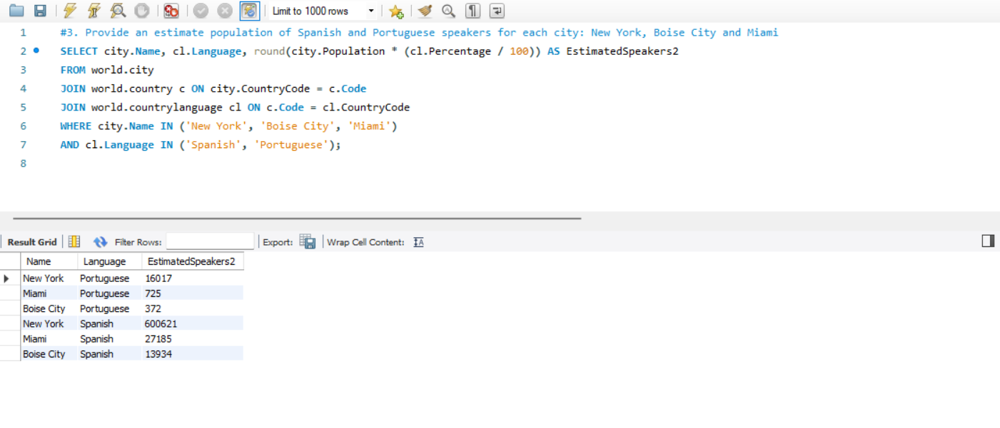 Limit to 1000 rows
1 #3. Provide an estimate population of Spanish and Portuguese speakers for each city: New York, Boise City and Miami
2 SELECT city.Name, cl.Language, round(city.Population * (cl.Percentage / 100)) AS EstimatedSpeakers2
3 FROM world.city
4 JOIN world.country c ON city.CountryCode = c.Code
5 JOIN world.countrylanguage cl ON c.Code = cl.CountryCode
6 WHERE city.Name IN ('New York', 'Boise City', 'Miami')
7 AND cl.Language IN ('Spanish', 'Portuguese');
8
Result Grid Filter Rows: Export: Wrap Cell Content: IA
Name Language EstimatedSpeakers2
New York Portuguese 16017
Miami Portuguese 725
Boise City Portuguese 372
New York Spanish 600621
Miami Spanish 27185
Boise City Spanish 13934